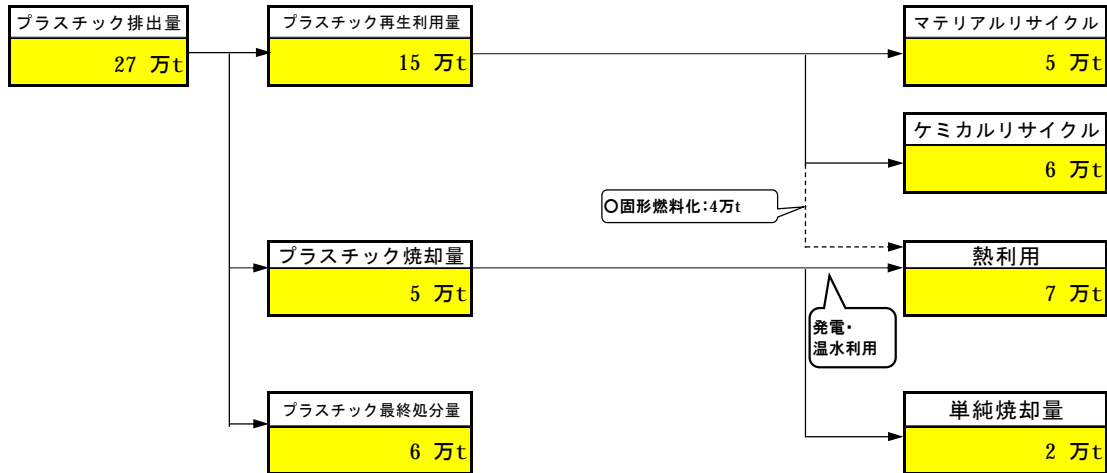 プラスチック排出量
27 万t
プラスチック再生利用量
15 万t
マテリアルリサイクル
5 万t
ケミカルリサイクル
6 万t
○固形燃料化:4万t
プラスチック焼却量
5 万t
熱利用
7 万t
発電・
温水利用
プラスチック最終処分量
6 万t
単純焼却量
2 万t